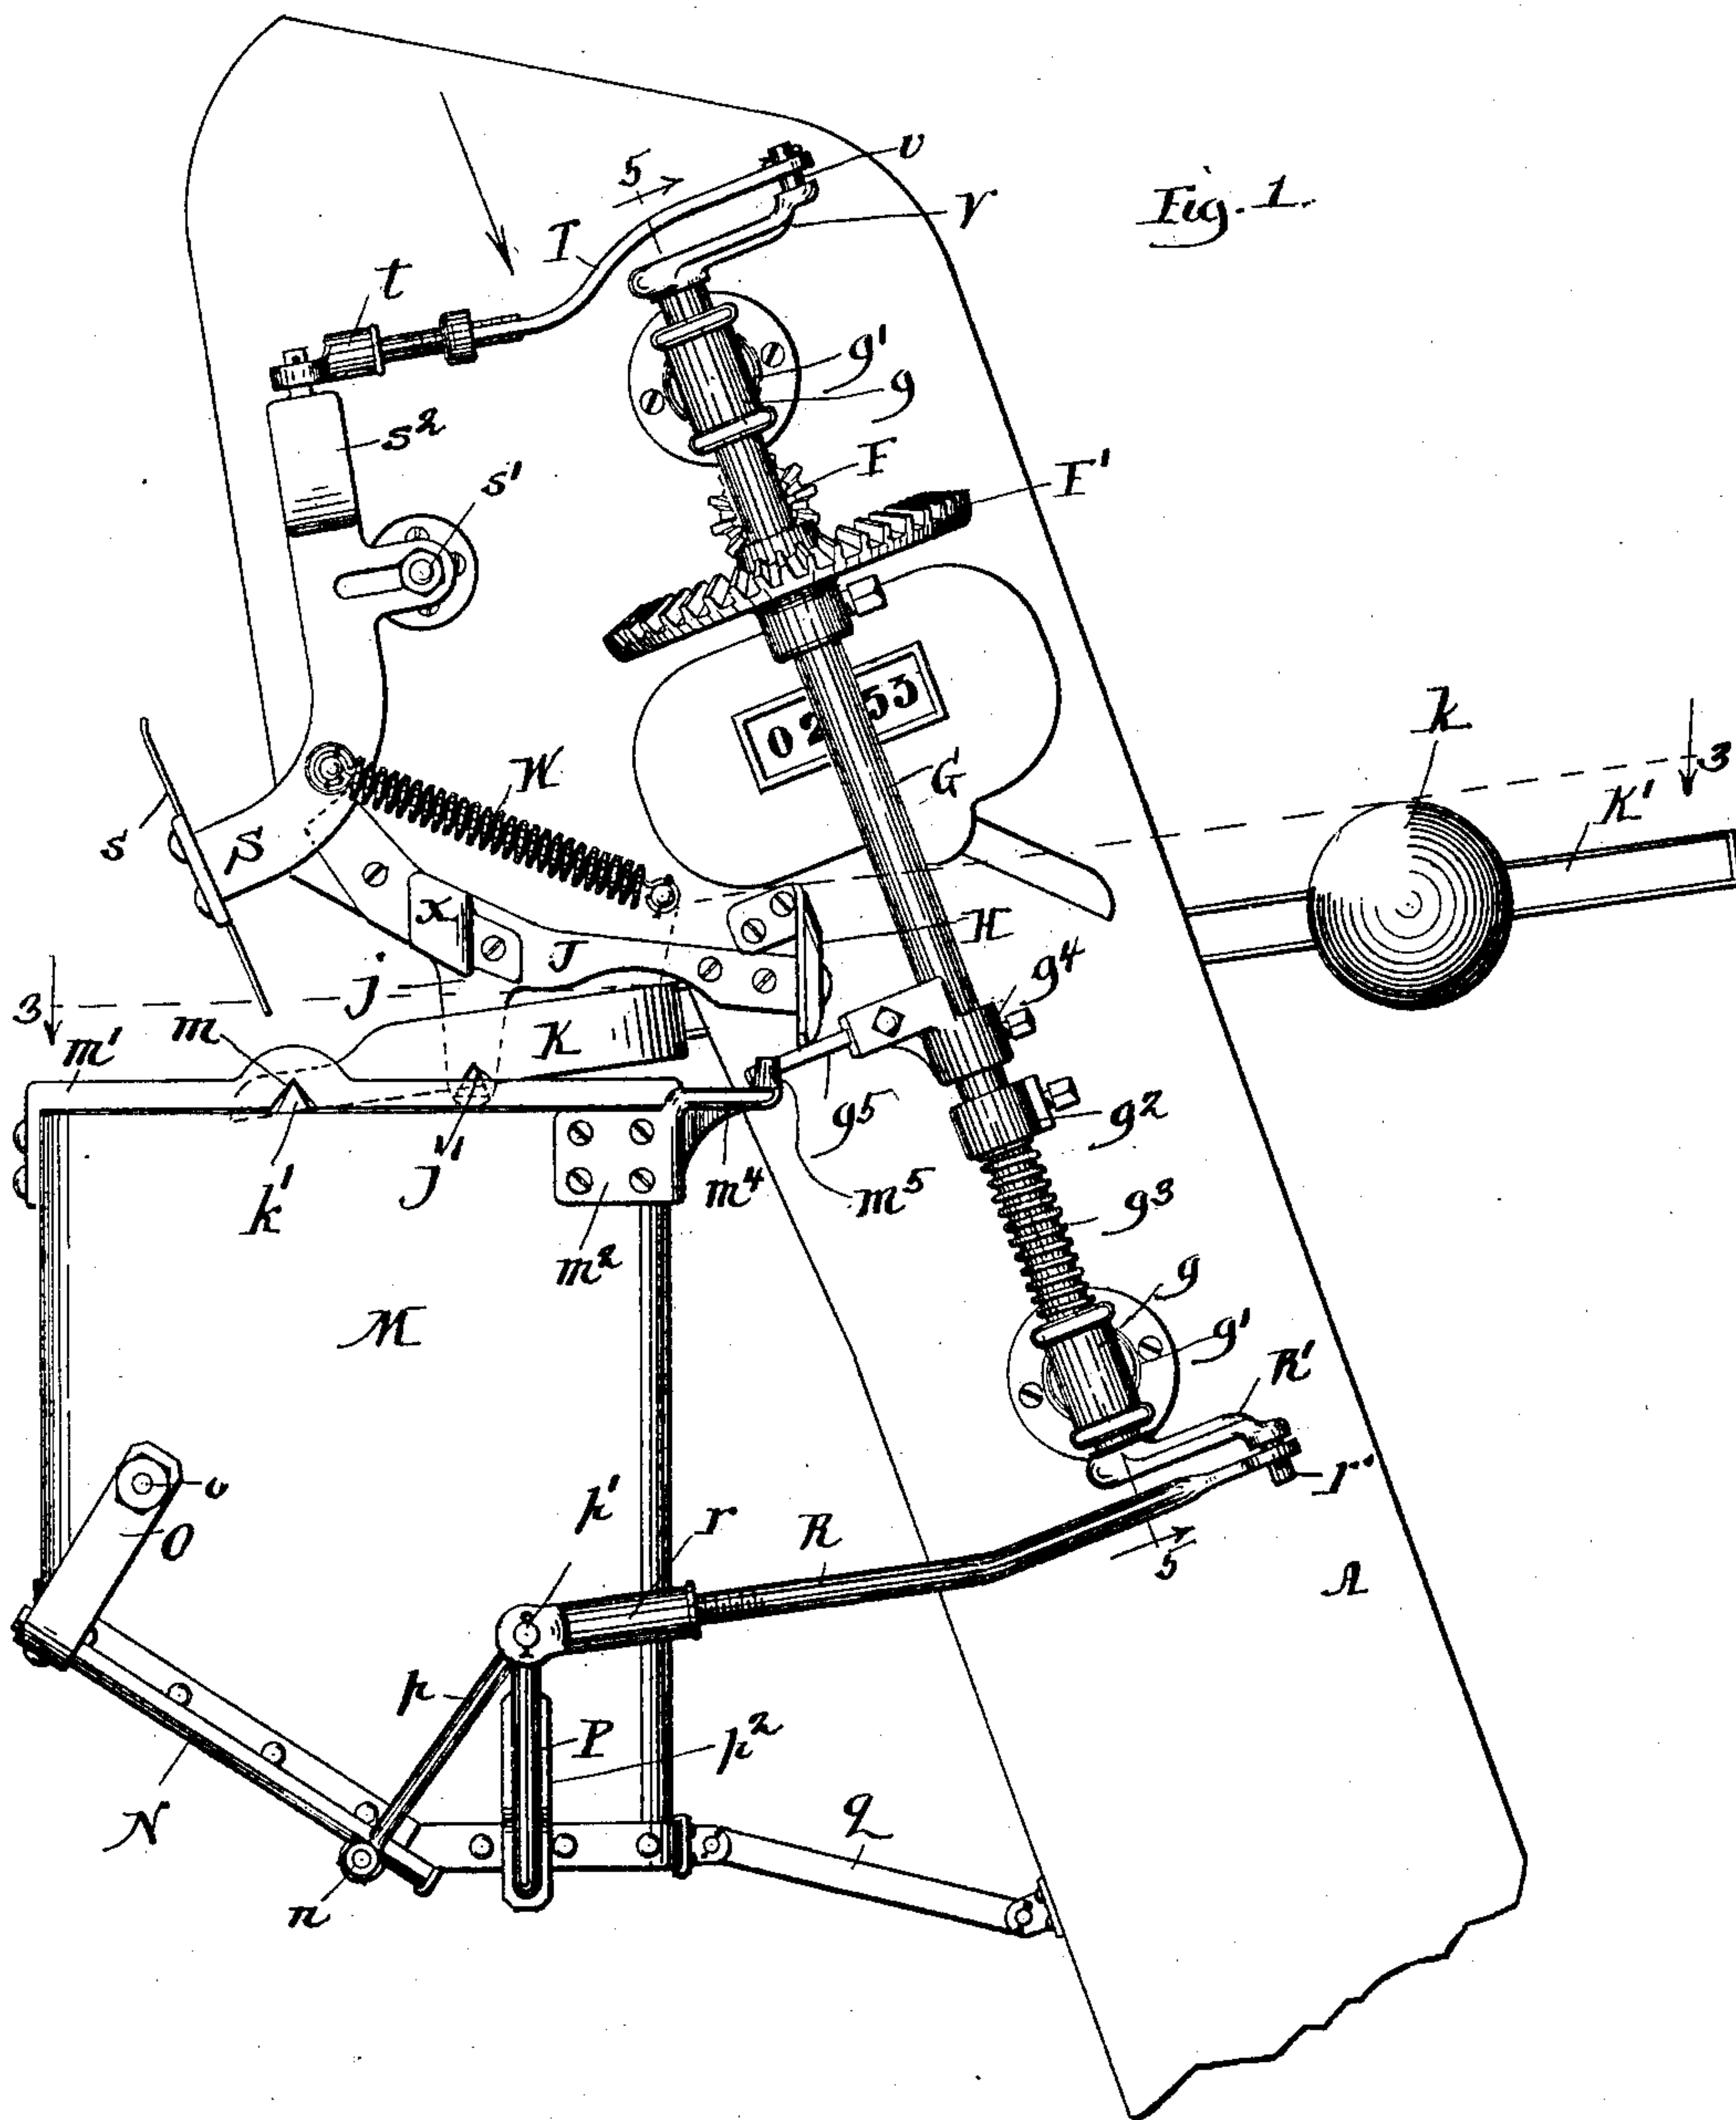 Fig. 1.
5
v
V
T
t
g'
g
s²
F
F'
s'
02 53
k
3
K'
G
W
s
S
x
J
H
j
g⁴
3
m
m'
K
g⁵
g²
k'
J'
m⁴
m⁵
m²
g³
g
g'
M
R'
o
O
p'
r
R
r'
5
A
p
P
p²
N
q
n